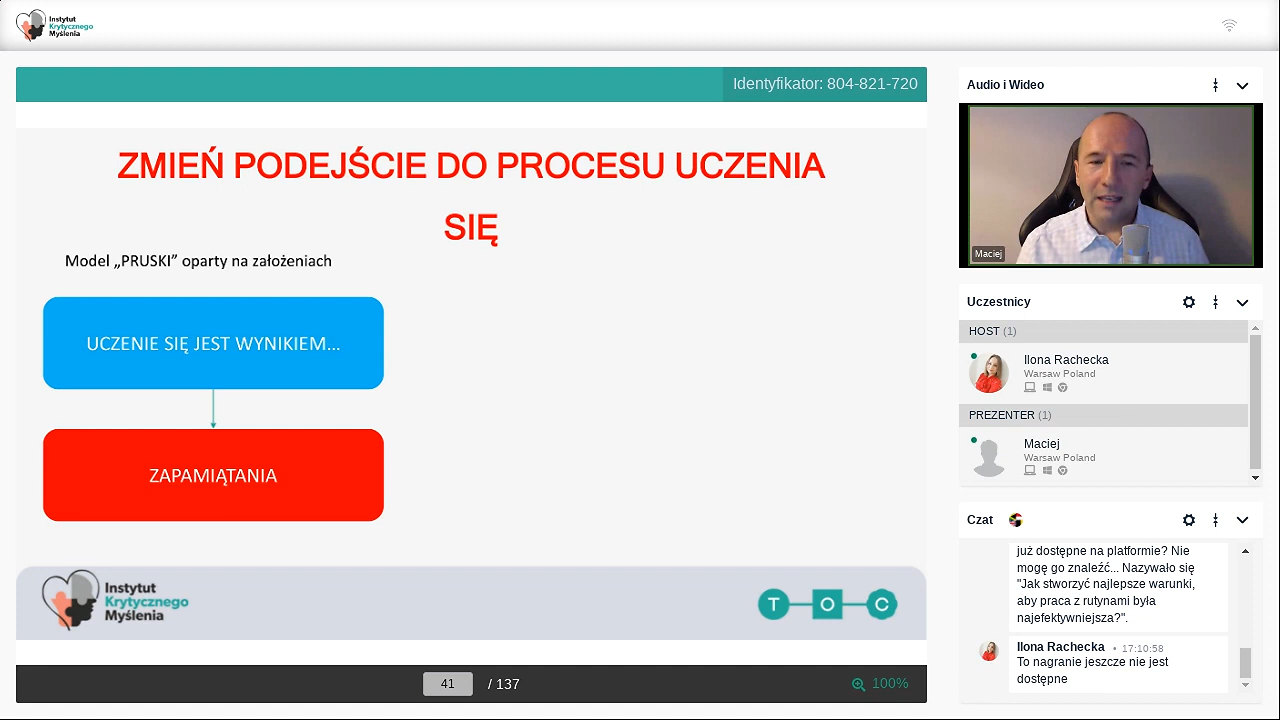 Instytut
Krytycznego
Myślenia
Identyfikator: 804-821-720
ZMIEŃ PODEJŚCIE DO PROCESU UCZENIA
SIĘ
Model „PRUSKI” oparty na założeniach
UCZENIE SIĘ JEST WYNIKIEM...
ZAPAMIĄTANIA
Instytut
Krytycznego
Myślenia
T O C
41 / 137
100%
Audio i Wideo
Maciej
Uczestnicy
HOST (1)
Ilona Rachecka
Warsaw Poland
PREZENTER (1)
Maciej
Warsaw Poland
Czat
już dostępne na platformie? Nie
mogę go znaleźć... Nazywało się
"Jak stworzyć najlepsze warunki,
aby praca z rutynami była
najefektywniejsza?".
Ilona Rachecka • 17:10:58
To nagranie jeszcze nie jest
dostępne